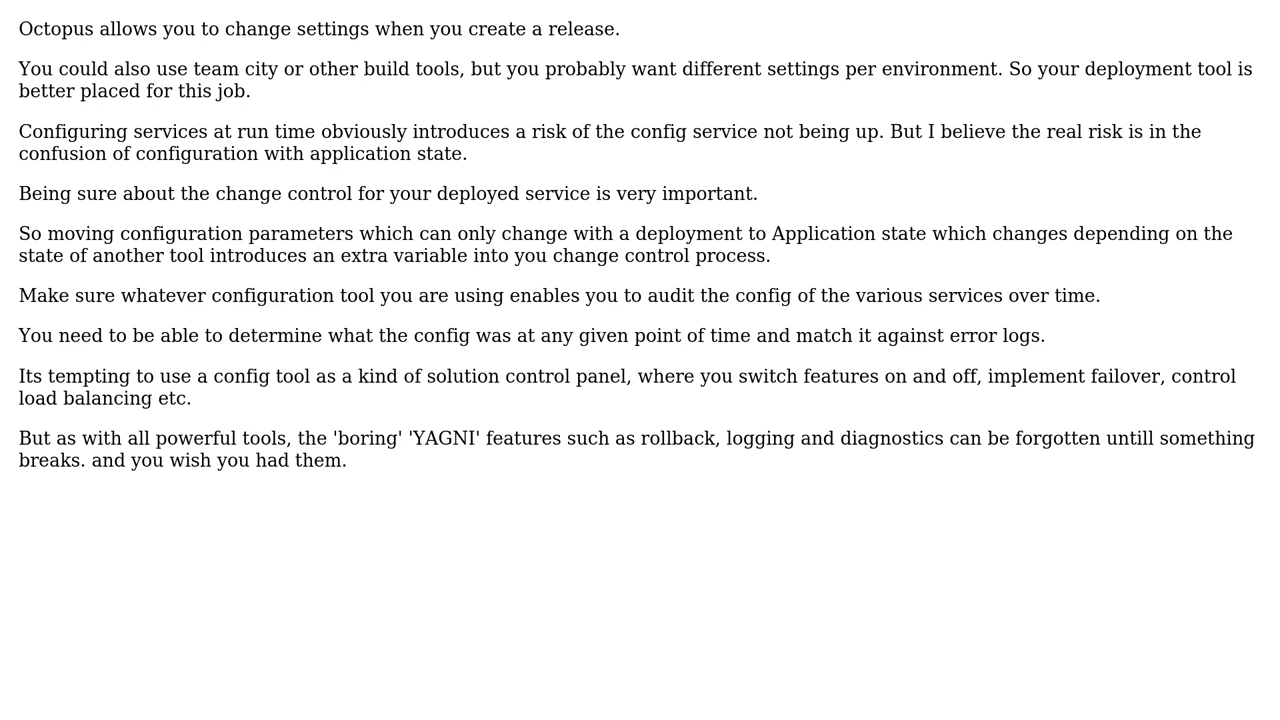 Octopus allows you to change settings when you create a release.
You could also use team city or other build tools, but you probably want different settings per environment. So your deployment tool is
better placed for this job.
Configuring services at run time obviously introduces a risk of the config service not being up. But I believe the real risk is in the
confusion of configuration with application state.
Being sure about the change control for your deployed service is very important.
So moving configuration parameters which can only change with a deployment to Application state which changes depending on the
state of another tool introduces an extra variable into you change control process.
Make sure whatever configuration tool you are using enables you to audit the config of the various services over time.
You need to be able to determine what the config was at any given point of time and match it against error logs.
Its tempting to use a config tool as a kind of solution control panel, where you switch features on and off, implement failover, control
load balancing etc.
But as with all powerful tools, the 'boring' 'YAGNI' features such as rollback, logging and diagnostics can be forgotten untill something
breaks. and you wish you had them.